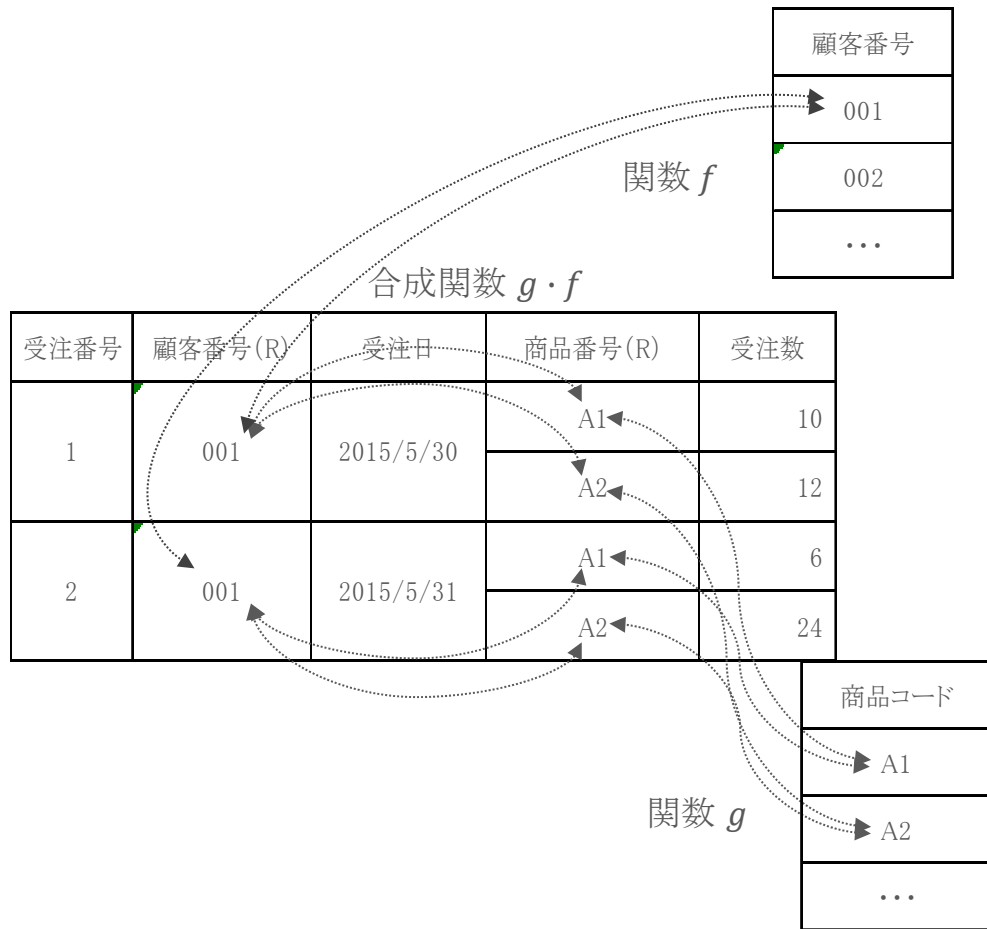 顧客番号
001
関数 f
002
･･･
合成関数 g・f
受注番号 顧客番号(R) 受注日 商品番号(R) 受注数
1 001 2015/5/30 A1 10
A2 12
2 001 2015/5/31 A1 6
A2 24
商品コード
A1
関数 g
A2
･･･